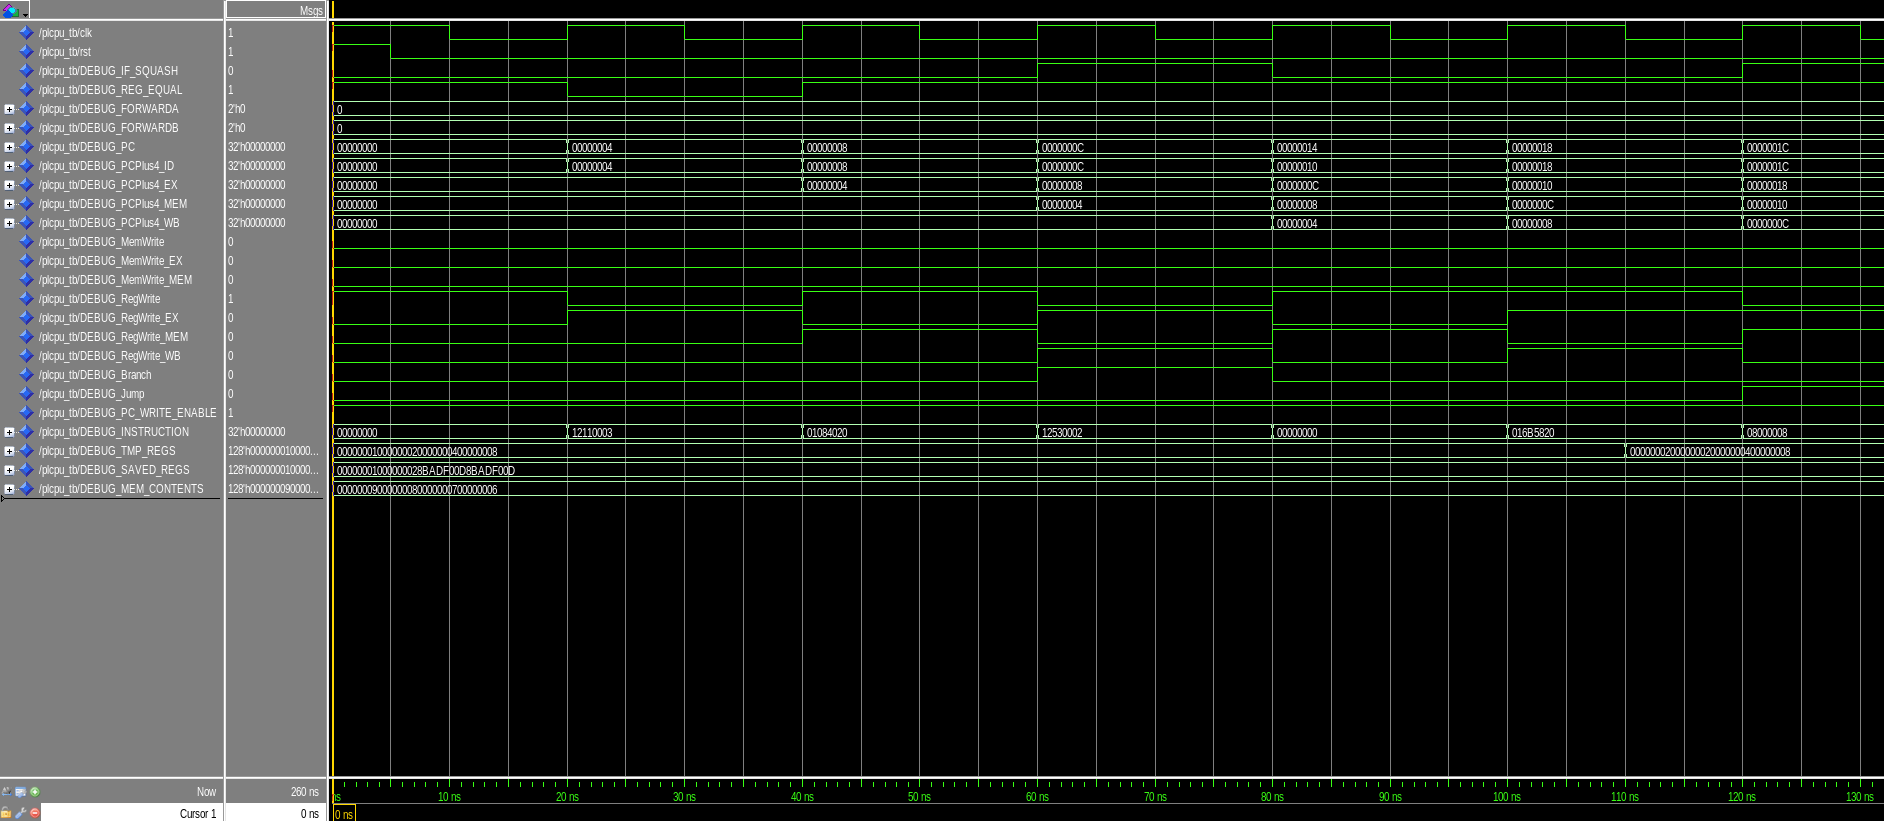 Msgs
/plcpu_tb/clk 1
/plcpu_tb/rst 1
/plcpu_tb/DEBUG_IF_SQUASH 0
/plcpu_tb/DEBUG_REG_EQUAL 1
/plcpu_tb/DEBUG_FORWARDA 2'h0 0
/plcpu_tb/DEBUG_FORWARDB 2'h0 0
/plcpu_tb/DEBUG_PC 32'h00000000 00000000 00000004 00000008 0000000C 00000014 00000018 0000001C
/plcpu_tb/DEBUG_PCPlus4_ID 32'h00000000 00000000 00000004 00000008 0000000C 00000010 00000018 0000001C
/plcpu_tb/DEBUG_PCPlus4_EX 32'h00000000 00000000 00000004 00000008 0000000C 00000010 00000018
/plcpu_tb/DEBUG_PCPlus4_MEM 32'h00000000 00000000 00000004 00000008 0000000C 00000010
/plcpu_tb/DEBUG_PCPlus4_WB 32'h00000000 00000000 00000004 00000008 0000000C
/plcpu_tb/DEBUG_MemWrite 0
/plcpu_tb/DEBUG_MemWrite_EX 0
/plcpu_tb/DEBUG_MemWrite_MEM 0
/plcpu_tb/DEBUG_RegWrite 1
/plcpu_tb/DEBUG_RegWrite_EX 0
/plcpu_tb/DEBUG_RegWrite_MEM 0
/plcpu_tb/DEBUG_RegWrite_WB 0
/plcpu_tb/DEBUG_Branch 0
/plcpu_tb/DEBUG_Jump 0
/plcpu_tb/DEBUG_PC_WRITE_ENABLE 1
/plcpu_tb/DEBUG_INSTRUCTION 32'h00000000 00000000 12110003 01084020 12530002 00000000 016B5820 08000008
/plcpu_tb/DEBUG_TMP_REGS 128'h000000010000... 00000001000000020000000400000008 00000002000000020000000400000008
/plcpu_tb/DEBUG_SAVED_REGS 128'h000000010000... 00000001000000028BADF00D8BADF00D
/plcpu_tb/DEBUG_MEM_CONTENTS 128'h000000090000... 00000009000000080000000700000006
Now 260 ns ns 10 ns 20 ns 30 ns 40 ns 50 ns 60 ns 70 ns 80 ns 90 ns 100 ns 110 ns 120 ns 130 ns
Cursor 1 0 ns 0 ns